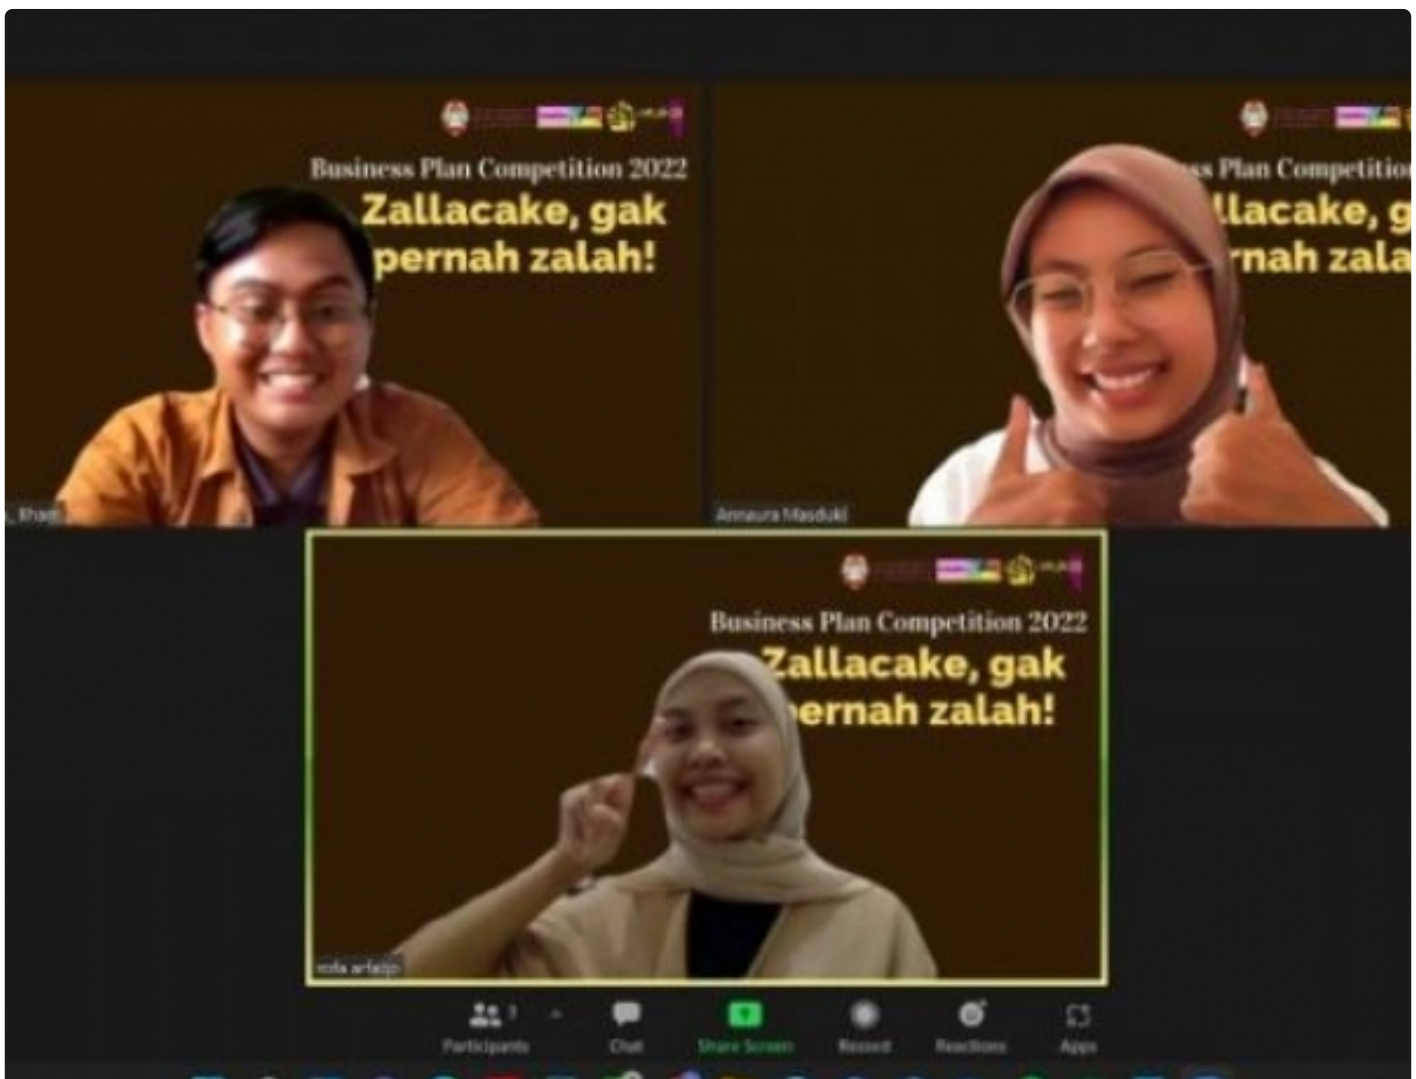 Business Plan Competition 2022
Zallacake, gak
pernah zalah!
ss Plan Competitio
llacake, g
rnah zala
Annaura Masduki
Business Plan Competition 2022
Zallacake, gak
pernah zalah!
3
Participants
Chat
Share Screen
Record
Reactions
Apps